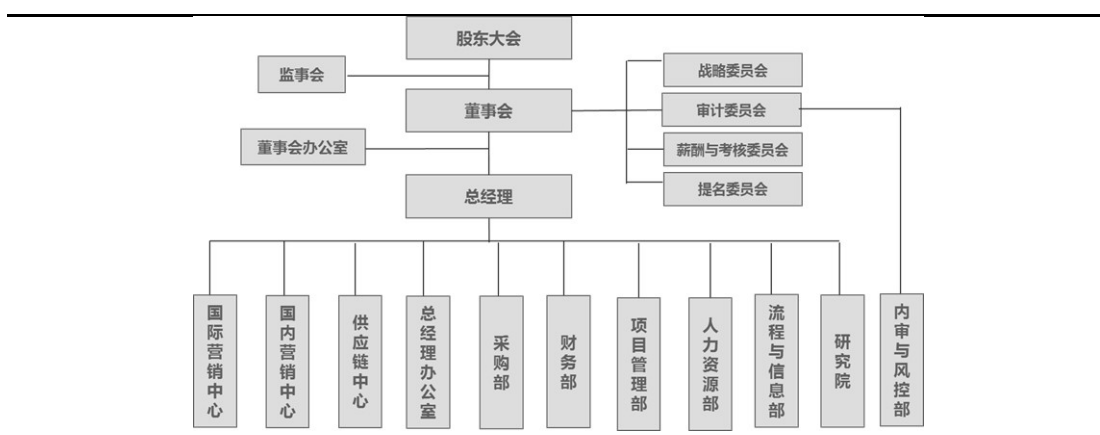 股东大会
监事会
战略委员会
董事会
审计委员会
董事会办公室
薪酬与考核委员会
总经理
提名委员会
国际营销中心
国内营销中心
供应链中心
总经理办公室
采购部
财务部
项目管理部
人力资源部
流程与信息部
研究院
内审与风控部